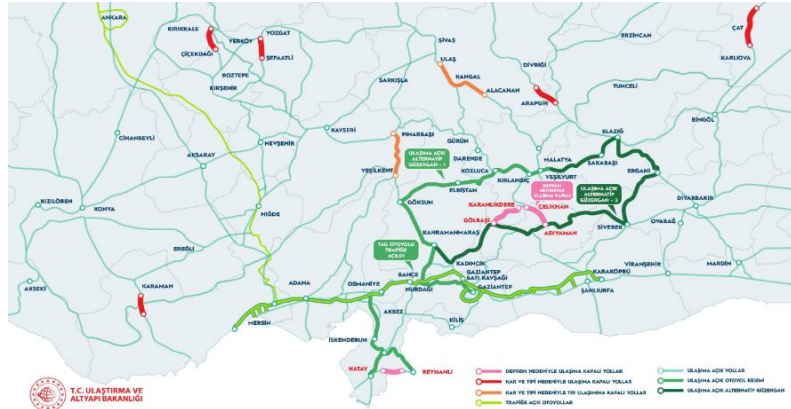 ANKARA
KIRIKKALE
YERKÖY
YOZGAT
ÇİÇEKDAĞI
ŞEFAATLİ
BOZTEPE
KIRŞEHİR
SİVAS
ULAŞ
KANGAL
ALACAHAN
DİVRİĞİ
ARAPGİR
ERZİNCAN
ÇAT
KARLIOVA
TUNCELİ
BİNGÖL
SARKIŞLA
CİHANBEYLİ
AKSARAY
NEVŞEHİR
KAYSERİ
PINARBAŞI
YEŞİLKENT
GÜRÜN
DARENDE
KOZLUCA
ULAŞIMA AÇIK
ALTERNATİF
GÜZERGAH - 1
ELBİSTAN
KIRLANGIÇ
MALATYA
YEŞİLYURT
SAKABAŞI
ELAZIĞ
ERGANİ
DEPREM
NEDENİYLE
ULAŞIMA KAPALI
ULAŞIMA AÇIK
ALTERNATİF
GÜZERGAH - 2
DİYARBAKIR
KIZILÖREN
KONYA
NİĞDE
GÖKSUN
KARANLIKDERE
ÇELİKHAN
GÖLBAŞI
ADIYAMAN
SİVEREK
OVABAĞ
EREĞLİ
KAHRAMANMARAŞ
TAG OTOYOLU
TRAFİĞE
AÇILDI
KADINCIK
AKSEKİ
KARAMAN
MERSİN
ADANA
OSMANİYE
BAHÇE
NURDAĞI
GAZİANTEP
BATI KAVŞAĞI
GAZİANTEP
KARAKÖPRÜ
ŞANLIURFA
VİRANŞEHİR
MARDİN
AKBEZ
KİLİS
İSKENDERUN
HATAY
REYHANLI
T.C. ULAŞTIRMA VE
ALTYAPI BAKANLIĞI
DEPREM NEDENİYLE ULAŞIMA KAPALI YOLLAR
KAR VE TİPİ NEDENİYLE ULAŞIMA KAPALI YOLLAR
KAR VE TİPİ NEDENİYLE TIR ULAŞIMINA KAPALI YOLLAR
TRAFİĞE AÇIK OTOYOLLAR
ULAŞIMA AÇIK YOLLAR
ULAŞIMA AÇIK OTOYOL KESİMİ
ULAŞIMA AÇIK ALTERNATİF GÜZERGAH